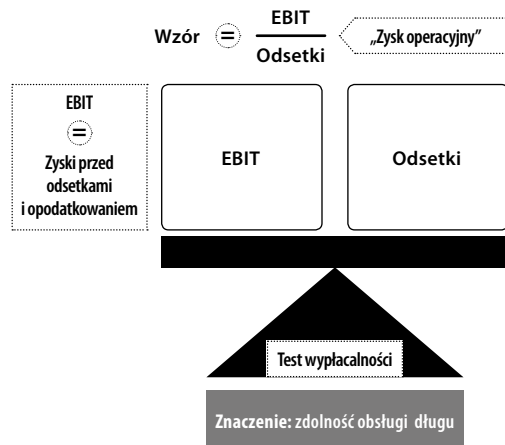 Wzór = EBIT / Odsetki
„Zysk operacyjny”
EBIT
=
Zyski przed
odsetkami
i opodatkowaniem
EBIT
Odsetki
Test wypłacalności
Znaczenie: zdolność obsługi długu